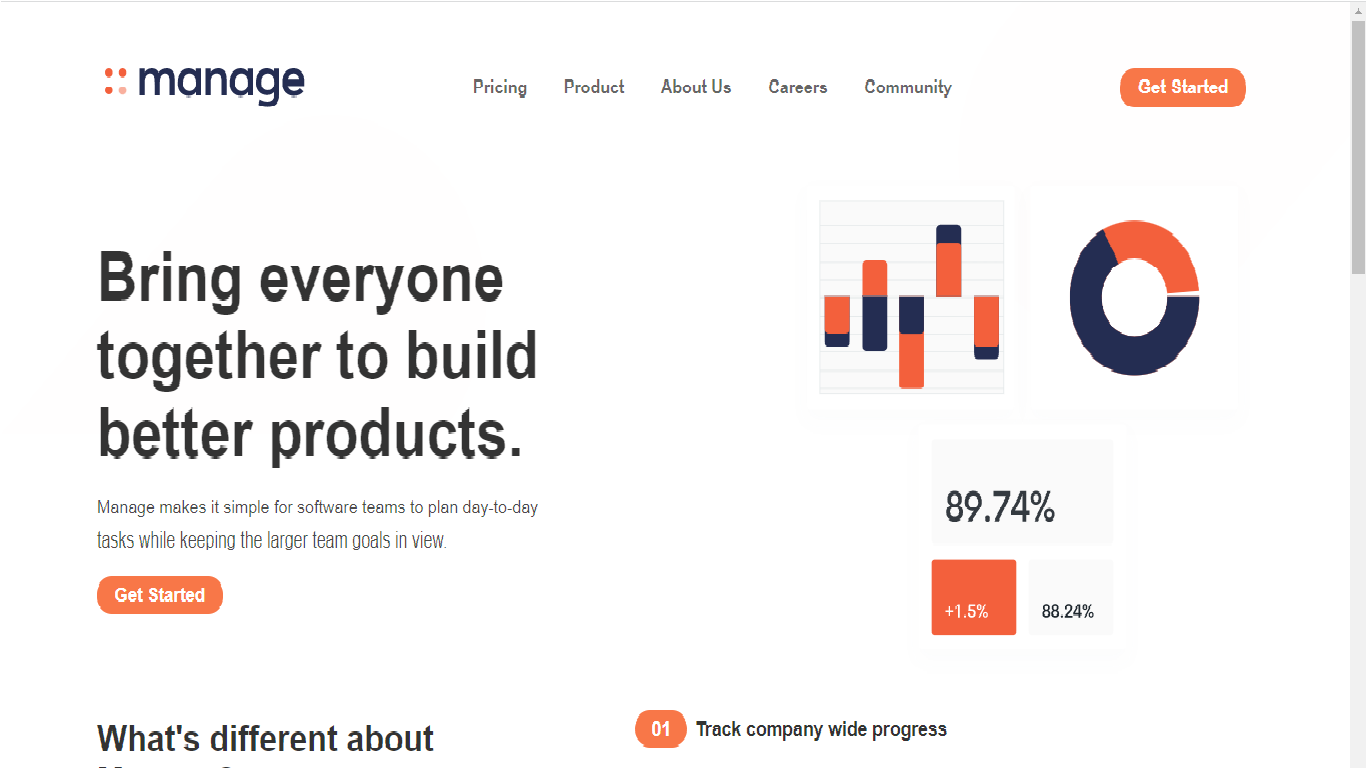 manage
Pricing
Product
About Us
Careers
Community
Get Started
Bring everyone
together to build
better products.
Manage makes it simple for software teams to plan day-to-day
tasks while keeping the larger team goals in view.
Get Started
89.74%
+1.5%
88.24%
What's different about
01 Track company wide progress